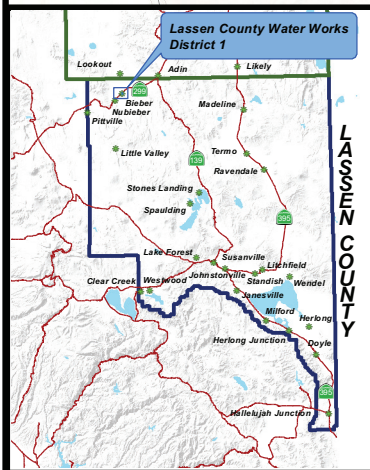 Lassen County Water Works
District 1
Lookout
Adin
Likely
299
Bieber
Nubieber
Pittville
Madeline
Little Valley
139
Termo
Ravendale
Stones Landing
Spaulding
395
LASSEN COUNTY
Lake Forest
Susanville
Johnstonville
Litchfield
Standish
Wendel
Clear Creek
Westwood
Janesville
Milford
Herlong
Herlong Junction
Doyle
395
Hallelujah Junction